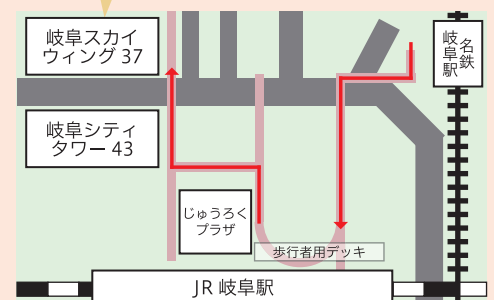 岐阜スカイ
ウィング 37
岐阜シティ
タワー 43
名鉄
岐阜駅
じゅうろく
プラザ
歩行者用デッキ
JR 岐阜駅